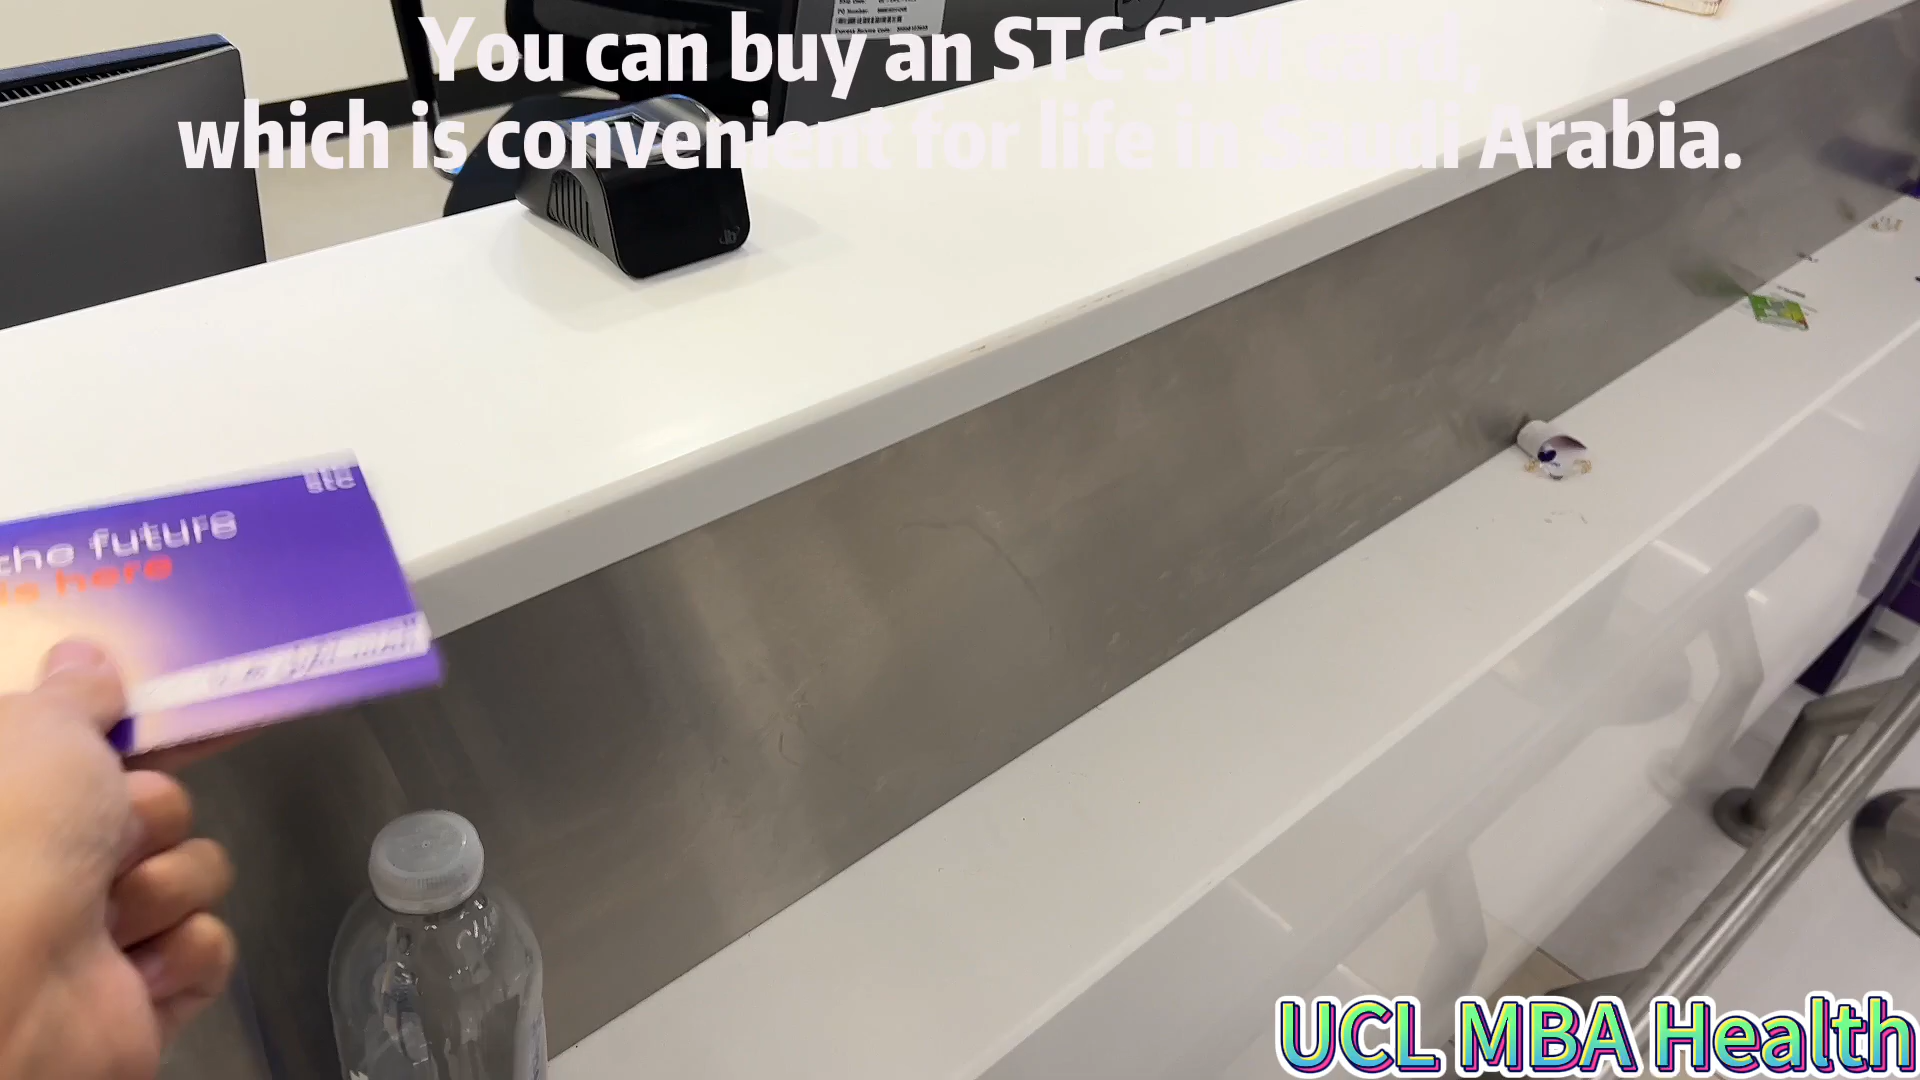 You can buy an STC SIM card,
which is convenient for life in Saudi Arabia.
stc
the future
is here
UCL MBA Health